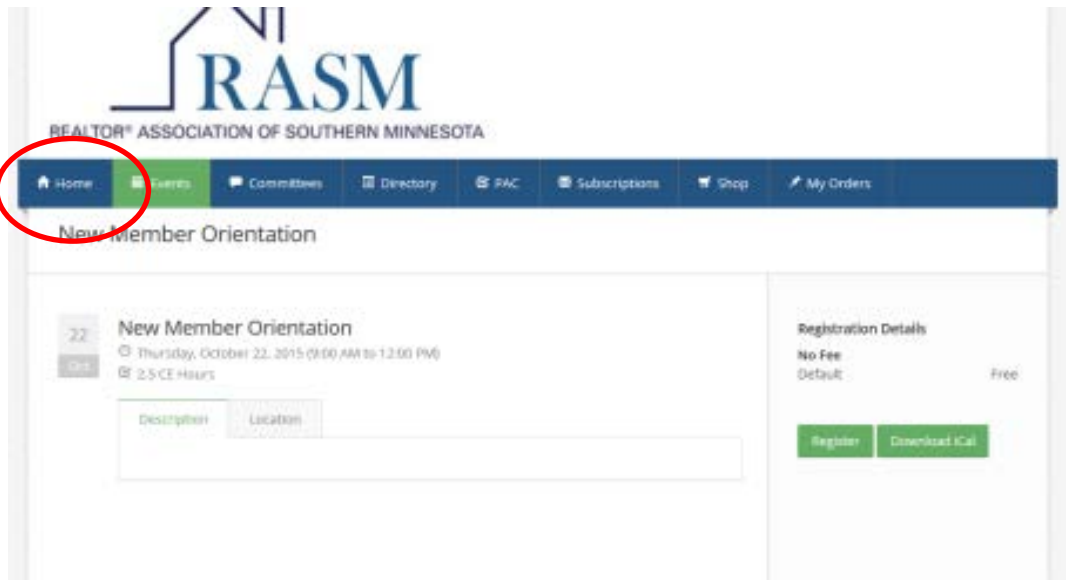 RASM
REALTOR® ASSOCIATION OF SOUTHERN MINNESOTA
Home Events Committees Directory PAC Subscriptions Shop My Orders
New Member Orientation
22
Oct
New Member Orientation
Thursday, October 22, 2015 (9:00 AM to 12:00 PM)
2.5 CE Hours
Description Location
Registration Details
No Fee
Default Free
Register Download iCal